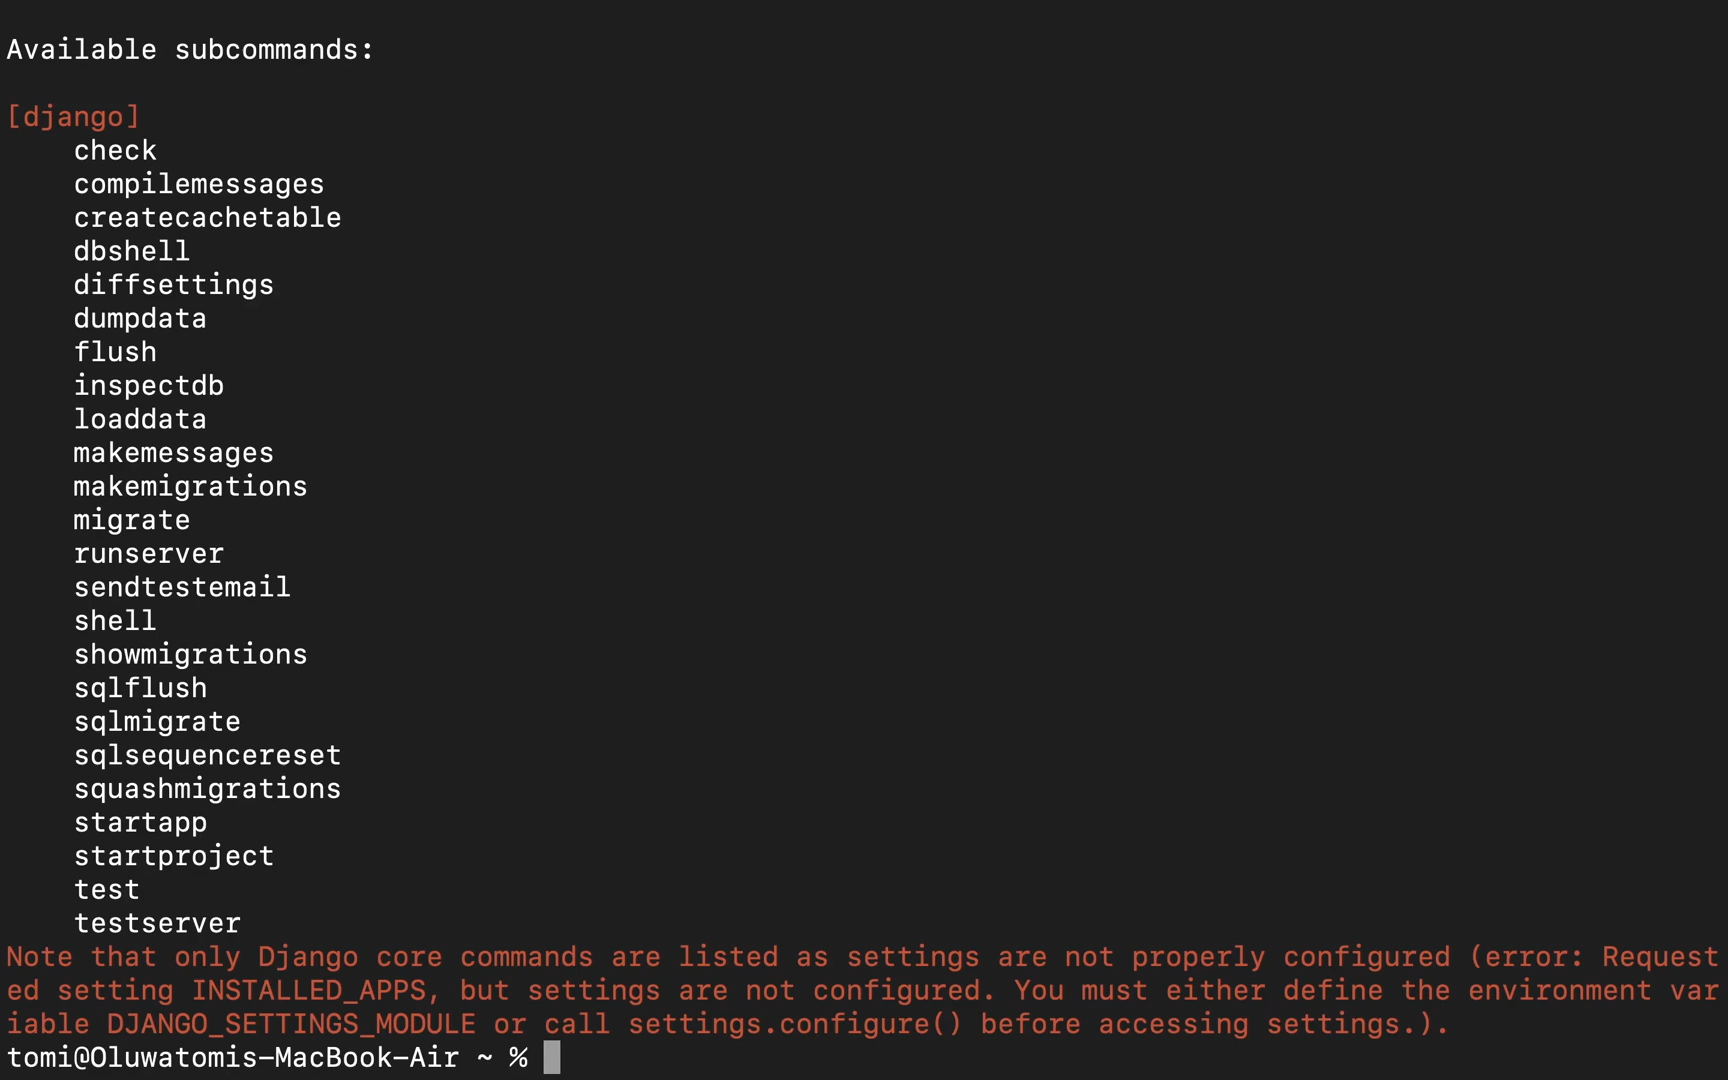 Available subcommands:
[django]
check
compilemessages
createcachetable
dbshell
diffsettings
dumpdata
flush
inspectdb
loaddata
makemessages
makemigrations
migrate
runserver
sendtestemail
shell
showmigrations
sqlflush
sqlmigrate
sqlsequencereset
squashmigrations
startapp
startproject
test
testserver
Note that only Django core commands are listed as settings are not properly configured (error: Request
ed setting INSTALLED_APPS, but settings are not configured. You must either define the environment var
iable DJANGO_SETTINGS_MODULE or call settings.configure() before accessing settings.).
tomi@Oluwatomis-MacBook-Air ~ %